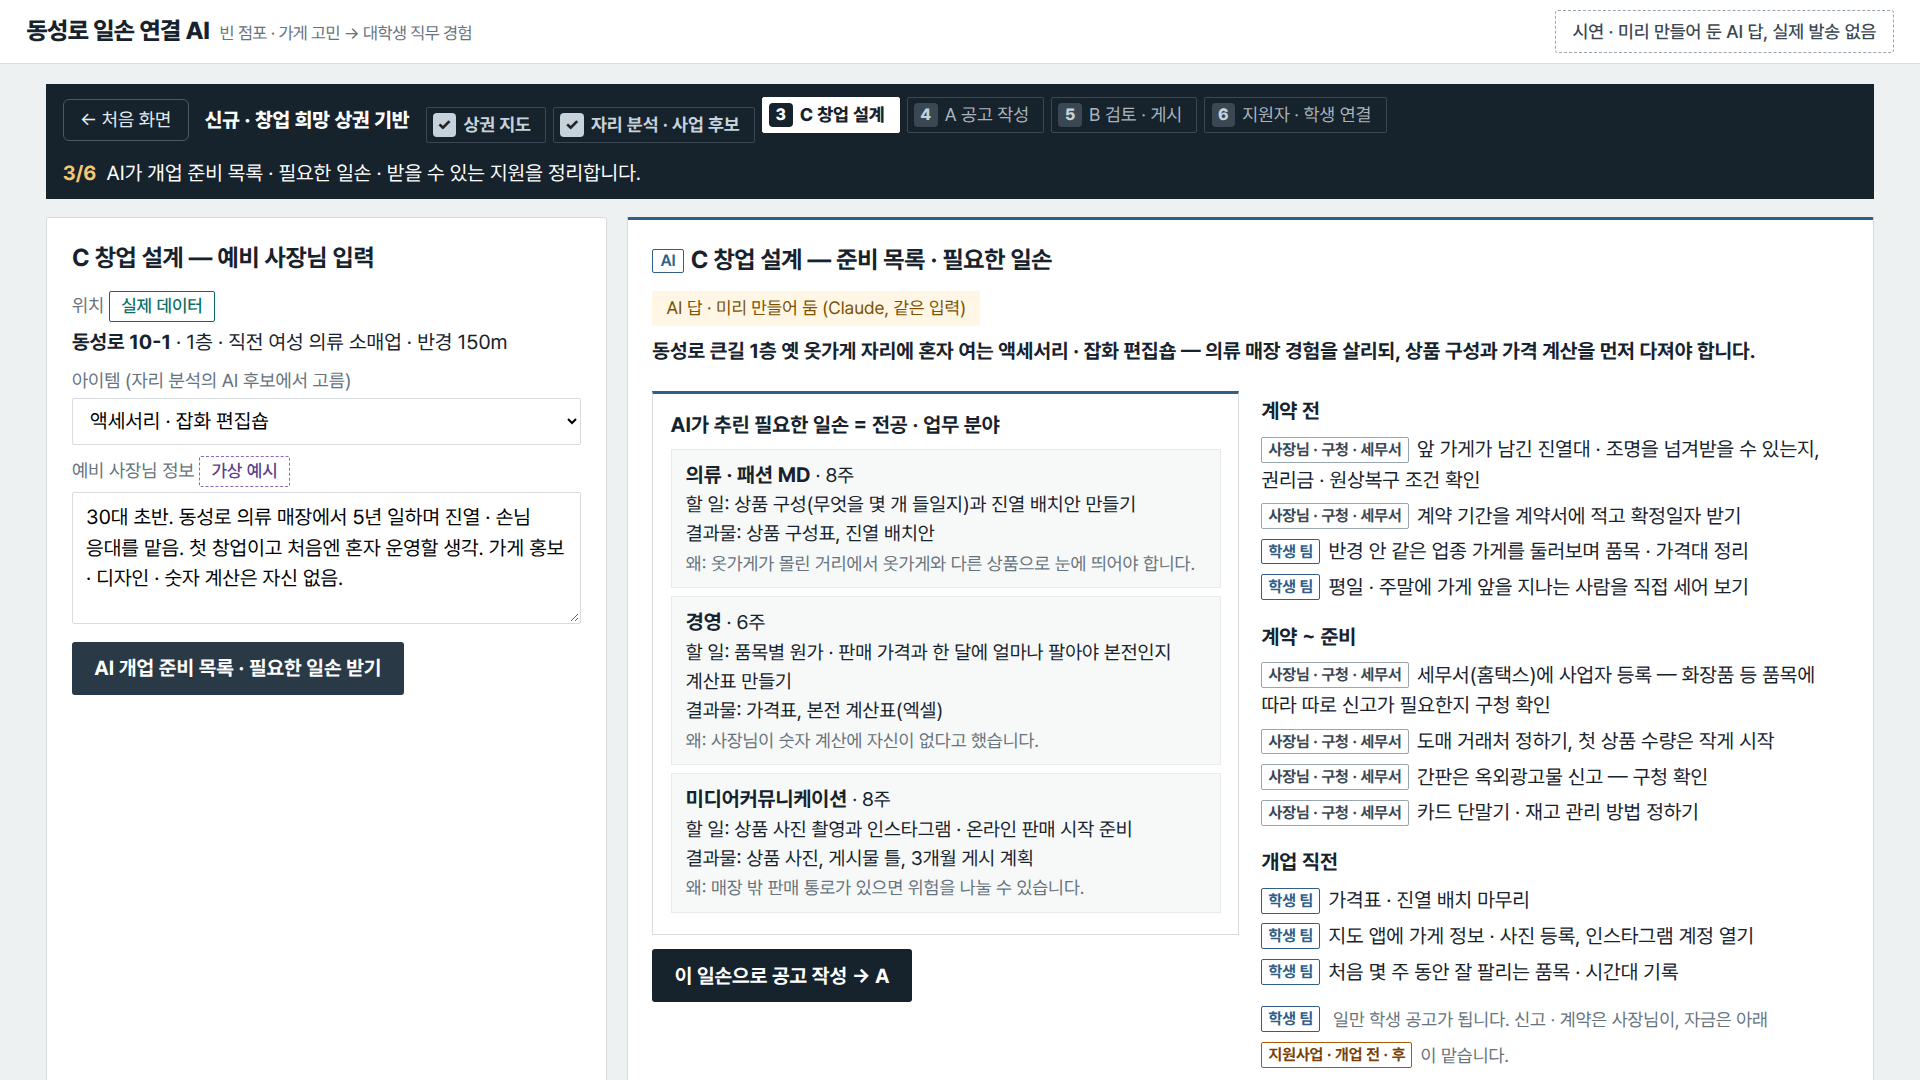 동성로 일손 연결 AI 빈 점포 · 가게 고민 → 대학생 직무 경험
시연 · 미리 만들어 둔 AI 답, 실제 발송 없음
← 처음 화면
신규 · 창업 희망 상권 기반
상권 지도
자리 분석 · 사업 후보
3 C 창업 설계
4 A 공고 작성
5 B 검토 · 게시
6 지원자 · 학생 연결
3/6 AI가 개업 준비 목록 · 필요한 일손 · 받을 수 있는 지원을 정리합니다.
C 창업 설계 — 예비 사장님 입력
위치 실제 데이터
동성로 10-1 · 1층 · 직전 여성 의류 소매업 · 반경 150m
아이템 (자리 분석의 AI 후보에서 고름)
액세서리 · 잡화 편집숍
예비 사장님 정보 가상 예시
30대 초반. 동성로 의류 매장에서 5년 일하며 진열 · 손님
응대를 맡음. 첫 창업이고 처음엔 혼자 운영할 생각. 가게 홍보
· 디자인 · 숫자 계산은 자신 없음.
AI 개업 준비 목록 · 필요한 일손 받기
AI C 창업 설계 — 준비 목록 · 필요한 일손
AI 답 · 미리 만들어 둠 (Claude, 같은 입력)
동성로 큰길 1층 옛 옷가게 자리에 혼자 여는 액세서리 · 잡화 편집숍 — 의류 매장 경험을 살리되, 상품 구성과 가격 계산을 먼저 다져야 합니다.
AI가 추린 필요한 일손 = 전공 · 업무 분야
의류 · 패션 MD · 8주
할 일: 상품 구성(무엇을 몇 개 들일지)과 진열 배치안 만들기
결과물: 상품 구성표, 진열 배치안
왜: 옷가게가 몰린 거리에서 옷가게와 다른 상품으로 눈에 띄어야 합니다.
경영 · 6주
할 일: 품목별 원가 · 판매 가격과 한 달에 얼마나 팔아야 본전인지
계산표 만들기
결과물: 가격표, 본전 계산표(엑셀)
왜: 사장님이 숫자 계산에 자신이 없다고 했습니다.
미디어커뮤니케이션 · 8주
할 일: 상품 사진 촬영과 인스타그램 · 온라인 판매 시작 준비
결과물: 상품 사진, 게시물 틀, 3개월 게시 계획
왜: 매장 밖 판매 통로가 있으면 위험을 나눌 수 있습니다.
이 일손으로 공고 작성 → A
계약 전
사장님 · 구청 · 세무서 앞 가게가 남긴 진열대 · 조명을 넘겨받을 수 있는지,
권리금 · 원상복구 조건 확인
사장님 · 구청 · 세무서 계약 기간을 계약서에 적고 확정일자 받기
학생 팀 반경 안 같은 업종 가게를 둘러보며 품목 · 가격대 정리
학생 팀 평일 · 주말에 가게 앞을 지나는 사람을 직접 세어 보기
계약 ~ 준비
사장님 · 구청 · 세무서 세무서(홈택스)에 사업자 등록 — 화장품 등 품목에
따라 따로 신고가 필요한지 구청 확인
사장님 · 구청 · 세무서 도매 거래처 정하기, 첫 상품 수량은 작게 시작
사장님 · 구청 · 세무서 간판은 옥외광고물 신고 — 구청 확인
사장님 · 구청 · 세무서 카드 단말기 · 재고 관리 방법 정하기
개업 직전
학생 팀 가격표 · 진열 배치 마무리
학생 팀 지도 앱에 가게 정보 · 사진 등록, 인스타그램 계정 열기
학생 팀 처음 몇 주 동안 잘 팔리는 품목 · 시간대 기록
학생 팀 일만 학생 공고가 됩니다. 신고 · 계약은 사장님이, 자금은 아래
지원사업 · 개업 전 · 후 이 맡습니다.